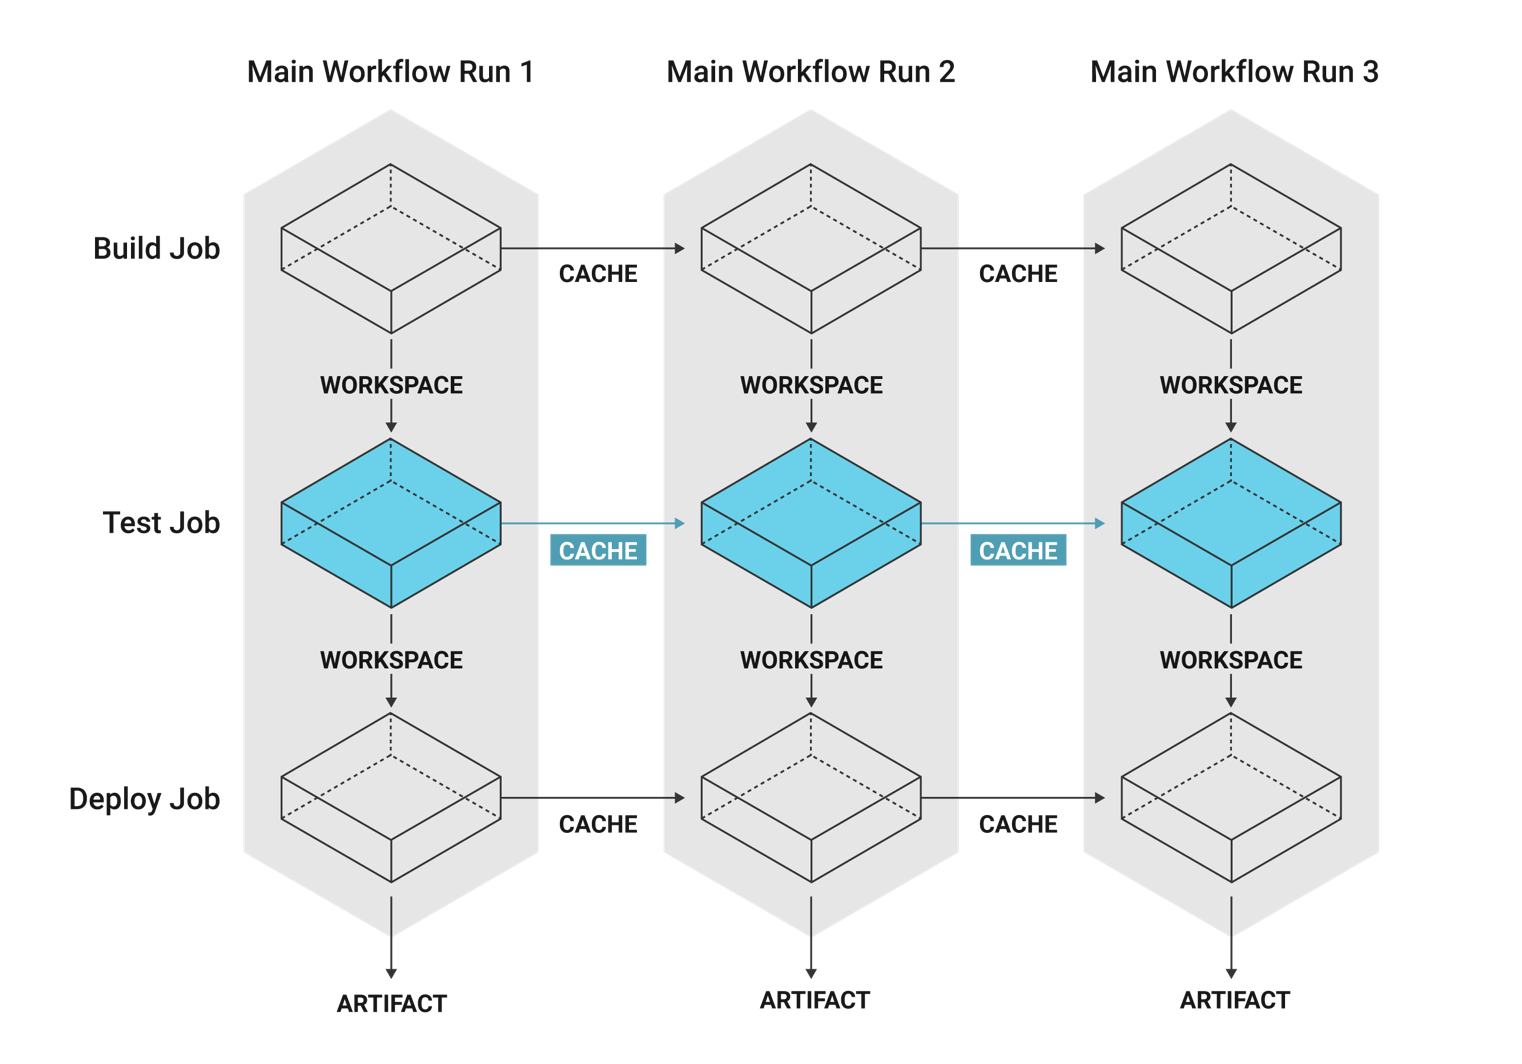 Main Workflow Run 1
Main Workflow Run 2
Main Workflow Run 3
Build Job
CACHE
CACHE
WORKSPACE
WORKSPACE
WORKSPACE
Test Job
CACHE
CACHE
WORKSPACE
WORKSPACE
WORKSPACE
Deploy Job
CACHE
CACHE
ARTIFACT
ARTIFACT
ARTIFACT